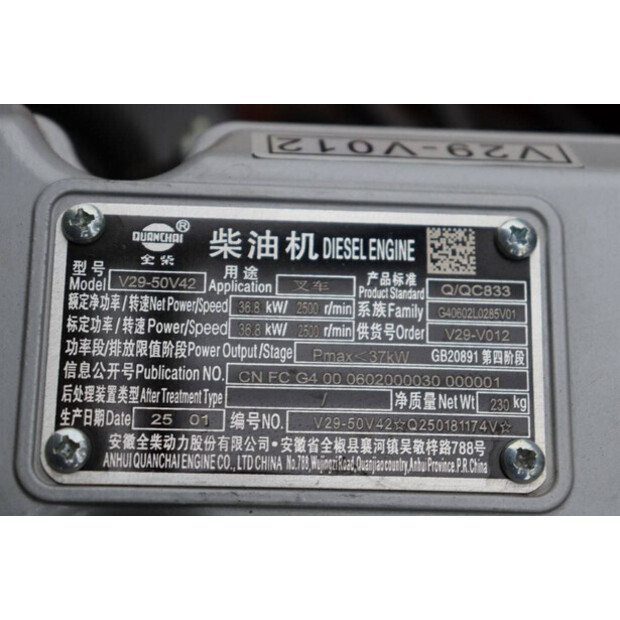 V29-V012
QUANCHAI ® 柴油机 DIESEL ENGINE
全柴
型号 Model V29-50V42 用途 Application 叉车 产品标准 Product Standard Q/QC833
额定净功率/转速 Net Power/Speed 36.8 kW/ 2500 r/min 系族 Family G40602L0285V01
标定功率/转速 Power/Speed 36.8 kW/ 2500 r/min 供货号 Order V29-V012
功率段/排放限值阶段 Power Output/Stage: Pmax<37kW GB20891 第四阶段
信息公开号 Publication NO. CN FC G4 00 0602000030 000001
后处理装置类型 After Treatment Type / 净质量 Net Wt 230 kg
生产日期 Date 25 01 编号 NO. V29-50V42☆Q250181174V☆
安徽全柴动力股份有限公司·安徽省全椒县襄河镇吴敬梓路788号
ANHUI QUANCHAI ENGINE CO., LTD CHINA No.788, Wujingzi Road, Quanjiao country, Anhui Province, P.R. CHINA